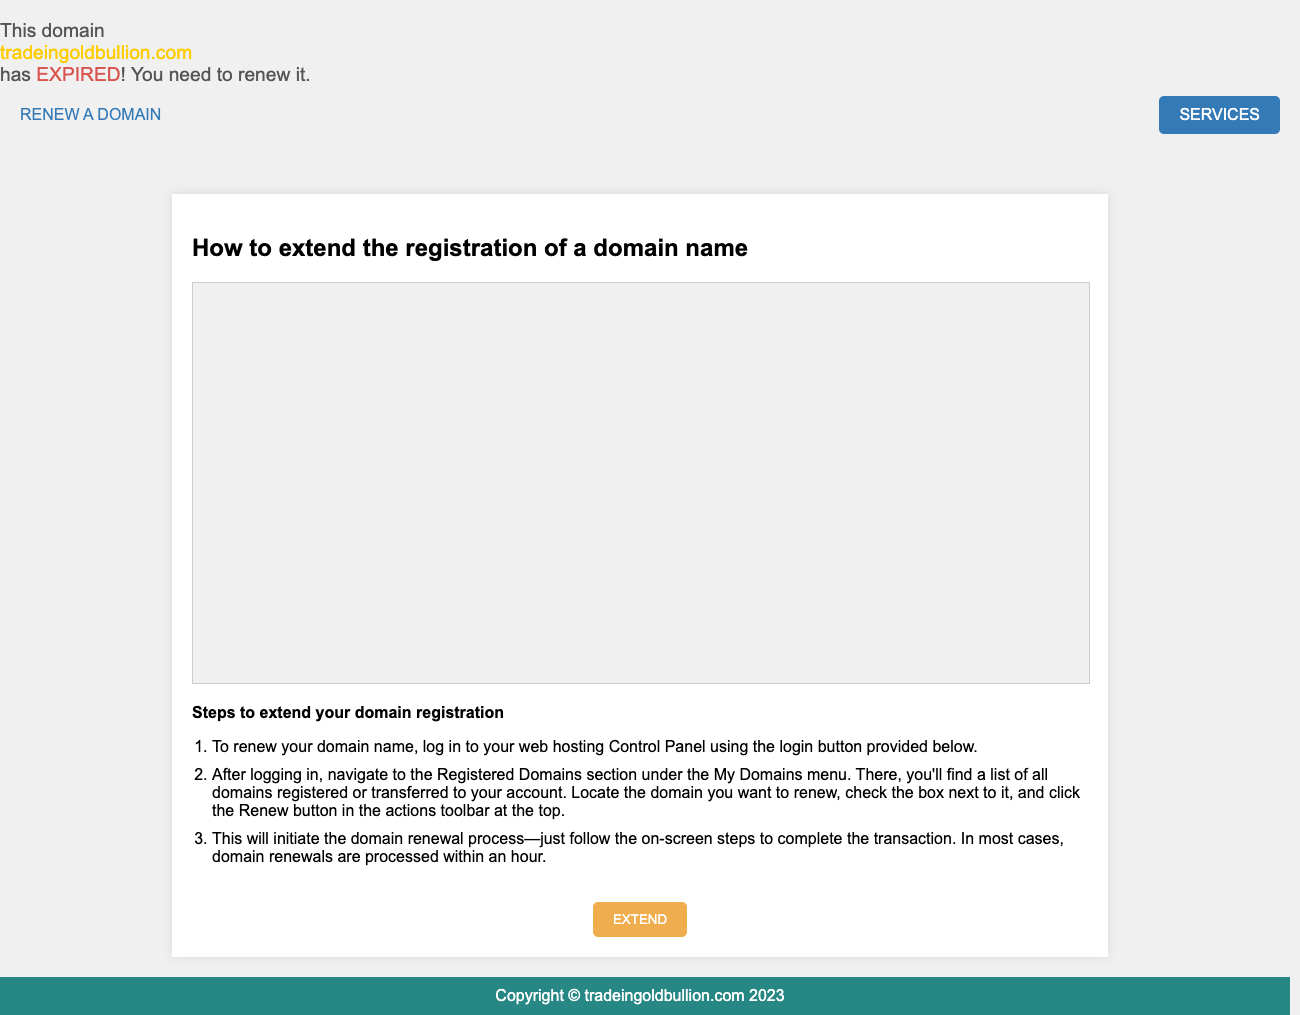 This domain
tradeingoldbullion.com
has EXPIRED! You need to renew it.
RENEW A DOMAIN
SERVICES
How to extend the registration of a domain name
Steps to extend your domain registration
1. To renew your domain name, log in to your web hosting Control Panel using the login button provided below.
2. After logging in, navigate to the Registered Domains section under the My Domains menu. There, you'll find a list of all
domains registered or transferred to your account. Locate the domain you want to renew, check the box next to it, and click
the Renew button in the actions toolbar at the top.
3. This will initiate the domain renewal process—just follow the on-screen steps to complete the transaction. In most cases,
domain renewals are processed within an hour.
EXTEND
Copyright © tradeingoldbullion.com 2023